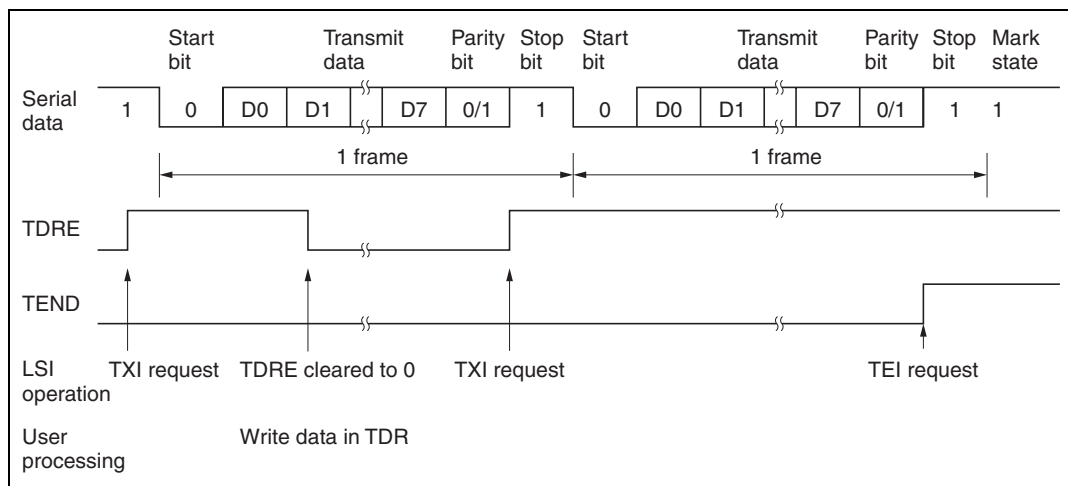 Start bit Transmit data Parity bit Stop bit Start bit Transmit data Parity bit Stop bit Mark state
Serial data 1 0 D0 D1 D7 0/1 1 0 D0 D1 D7 0/1 1 1
1 frame 1 frame
TDRE
TEND
LSI operation TXI request TDRE cleared to 0 TXI request TEI request
User processing Write data in TDR